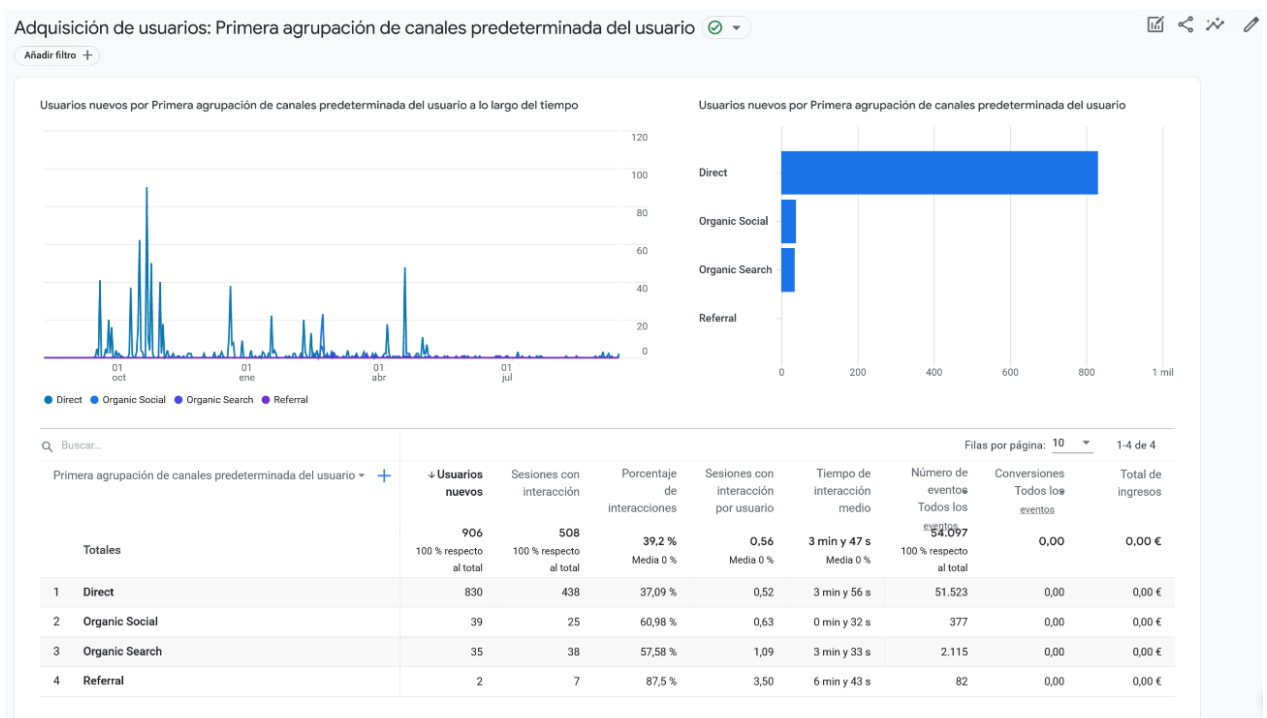 Adquisición de usuarios: Primera agrupación de canales predeterminada del usuario
Añadir filtro +
Usuarios nuevos por Primera agrupación de canales predeterminada del usuario a lo largo del tiempo
120
100
80
60
40
20
0
01 oct
01 ene
01 abr
01 jul
Direct Organic Social Organic Search Referral
Usuarios nuevos por Primera agrupación de canales predeterminada del usuario
Direct
Organic Social
Organic Search
Referral
0 200 400 600 800 1 mil
Buscar...
Filas por página: 10 1-4 de 4
Primera agrupación de canales predeterminada del usuario +
↓ Usuarios nuevos
Sesiones con interacción
Porcentaje de interacciones
Sesiones con interacción por usuario
Tiempo de interacción medio
Número de eventos Todos los eventos
Conversiones Todos los eventos
Total de ingresos
Totales
906 100 % respecto al total
508 100 % respecto al total
39,2 % Media 0 %
0,56 Media 0 %
3 min y 47 s Media 0 %
54.097 100 % respecto al total
0,00
0,00 €
1 Direct 830 438 37,09 % 0,52 3 min y 56 s 51.523 0,00 0,00 €
2 Organic Social 39 25 60,98 % 0,63 0 min y 32 s 377 0,00 0,00 €
3 Organic Search 35 38 57,58 % 1,09 3 min y 33 s 2.115 0,00 0,00 €
4 Referral 2 7 87,5 % 3,50 6 min y 43 s 82 0,00 0,00 €